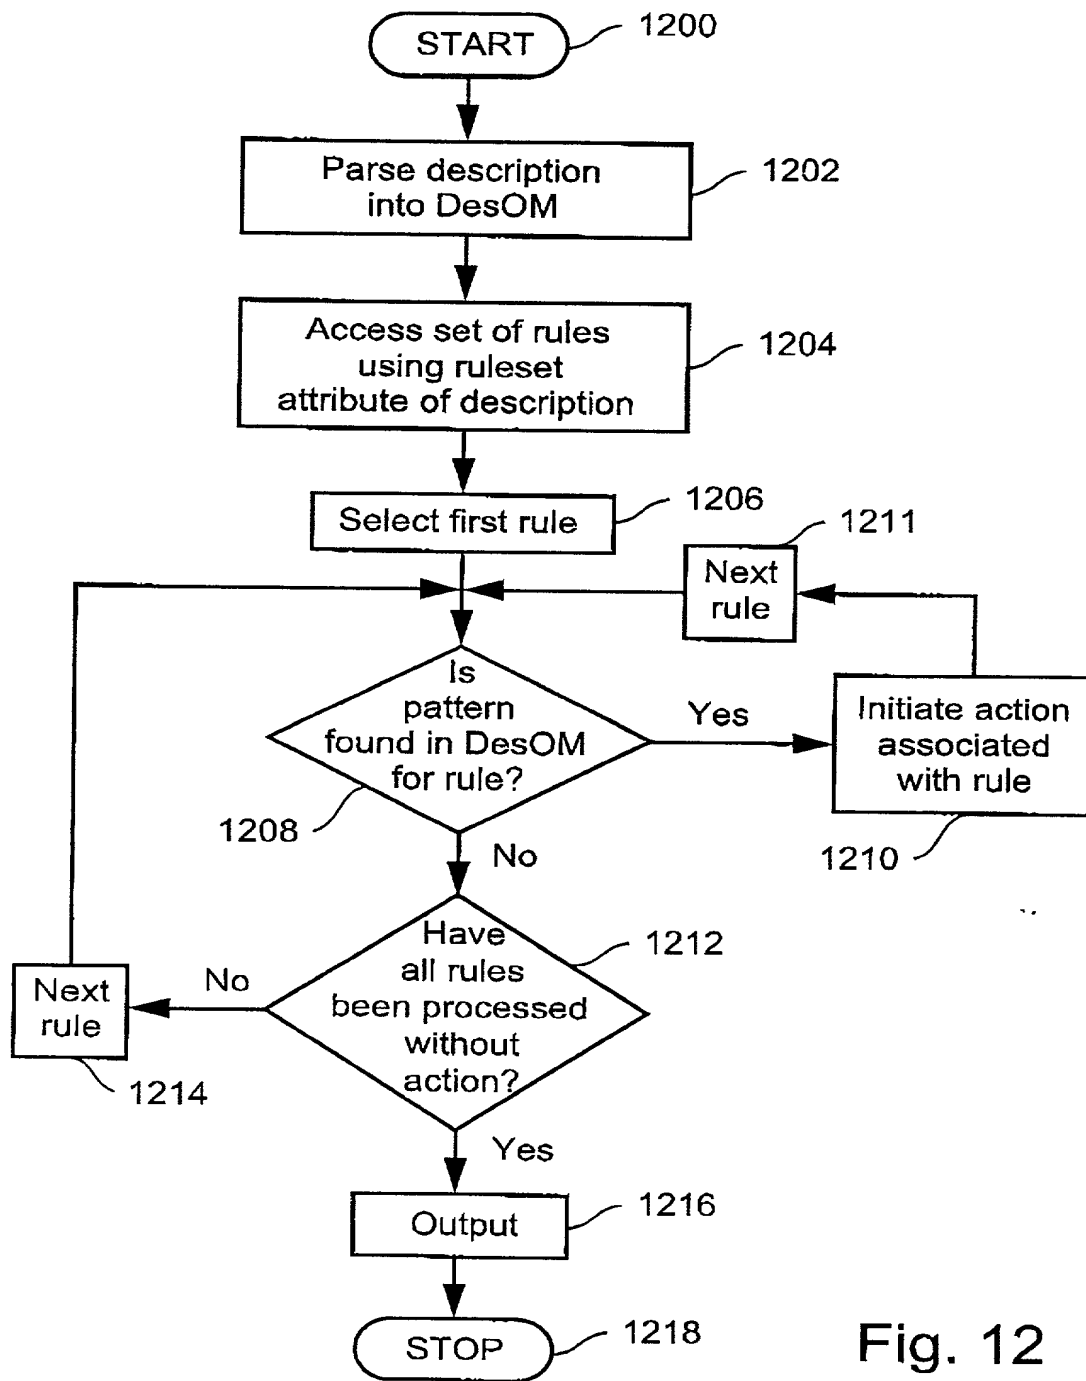 START
1200
Parse description
into DesOM
1202
Access set of rules
using ruleset
attribute of description
1204
Select first rule
1206
Next
rule
1211
Is
pattern
found in DesOM
for rule?
1208
Yes
Initiate action
associated
with rule
1210
No
Have
all rules
been processed
without
action?
1212
No
Next
rule
1214
Yes
Output
1216
STOP
1218
Fig. 12